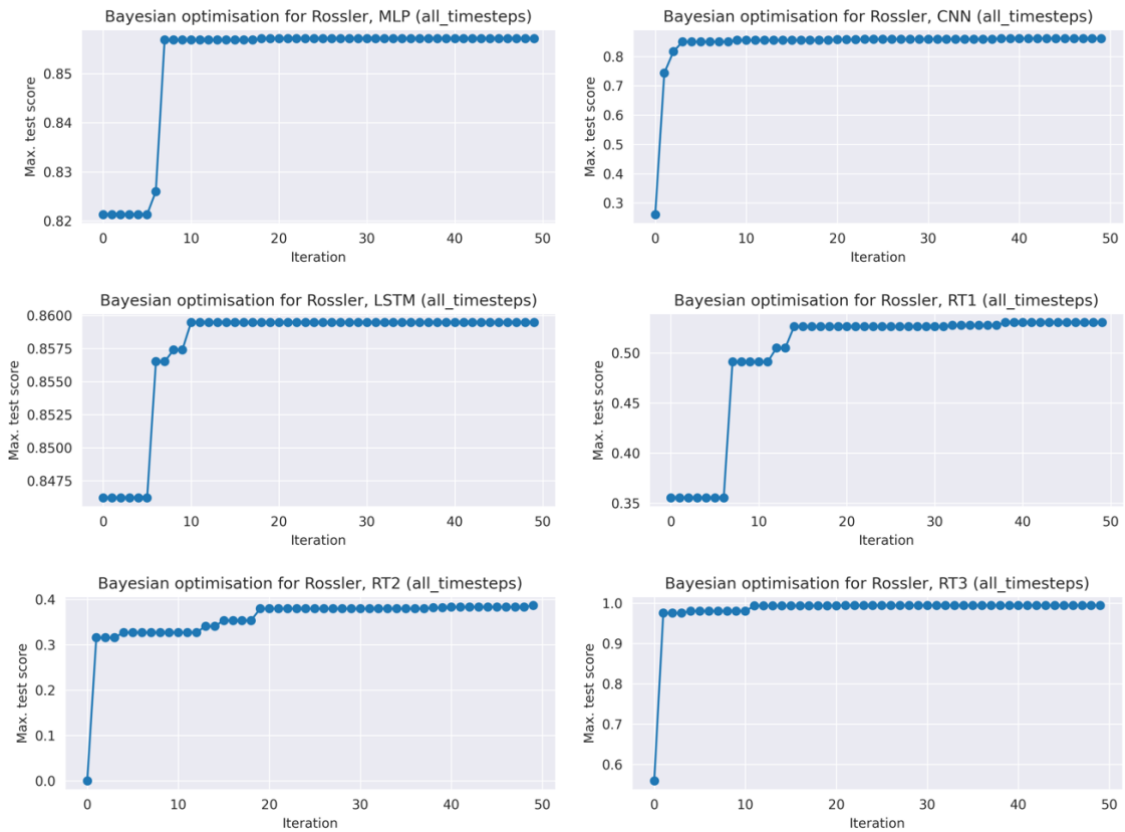 Bayesian optimisation for Rossler, MLP (all_timesteps)
Max. test score
0.85
0.84
0.83
0.82
0 10 20 30 40 50
Iteration
Bayesian optimisation for Rossler, CNN (all_timesteps)
Max. test score
0.8
0.7
0.6
0.5
0.4
0.3
0 10 20 30 40 50
Iteration
Bayesian optimisation for Rossler, LSTM (all_timesteps)
Max. test score
0.8600
0.8575
0.8550
0.8525
0.8500
0.8475
0 10 20 30 40 50
Iteration
Bayesian optimisation for Rossler, RT1 (all_timesteps)
Max. test score
0.50
0.45
0.40
0.35
0 10 20 30 40 50
Iteration
Bayesian optimisation for Rossler, RT2 (all_timesteps)
Max. test score
0.4
0.3
0.2
0.1
0.0
0 10 20 30 40 50
Iteration
Bayesian optimisation for Rossler, RT3 (all_timesteps)
Max. test score
1.0
0.9
0.8
0.7
0.6
0 10 20 30 40 50
Iteration